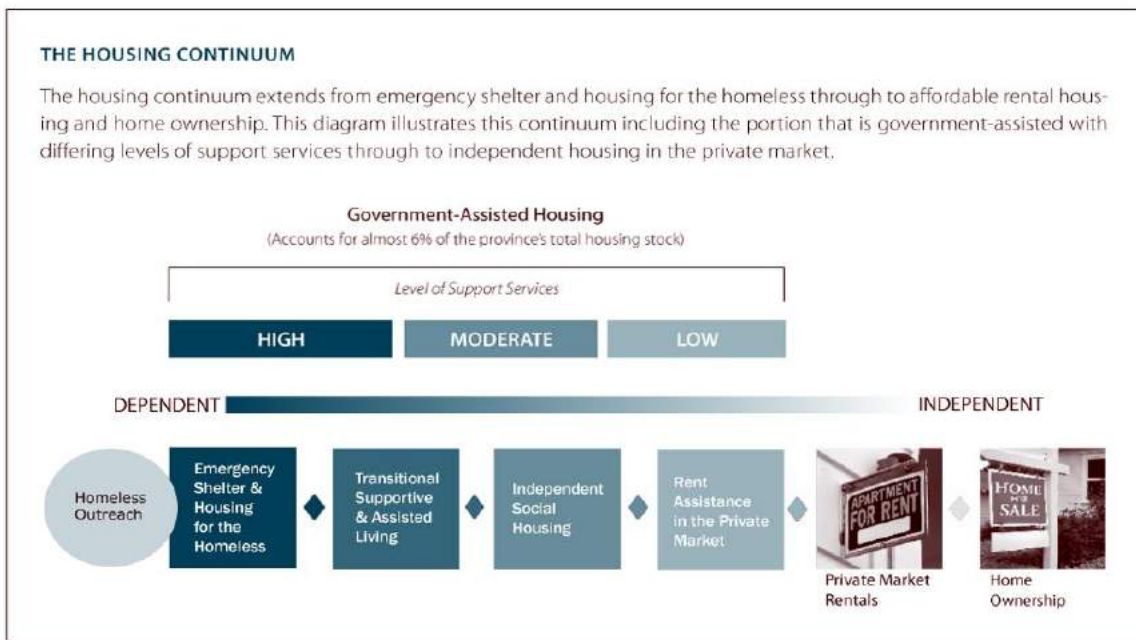 THE HOUSING CONTINUUM
The housing continuum extends from emergency shelter and housing for the homeless through to affordable rental hous-
ing and home ownership. This diagram illustrates this continuum including the portion that is government-assisted with
differing levels of support services through to independent housing in the private market.
Government-Assisted Housing
(Accounts for almost 6% of the province's total housing stock)
Level of Support Services
HIGH
MODERATE
LOW
DEPENDENT
INDEPENDENT
Homeless
Outreach
Emergency
Shelter &
Housing
for the
Homeless
Transitional
Supportive
& Assisted
Living
Independent
Social
Housing
Rent
Assistance
in the Private
Market
APARTMENT
FOR RENT
Private Market
Rentals
HOME
FOR
SALE
Home
Ownership